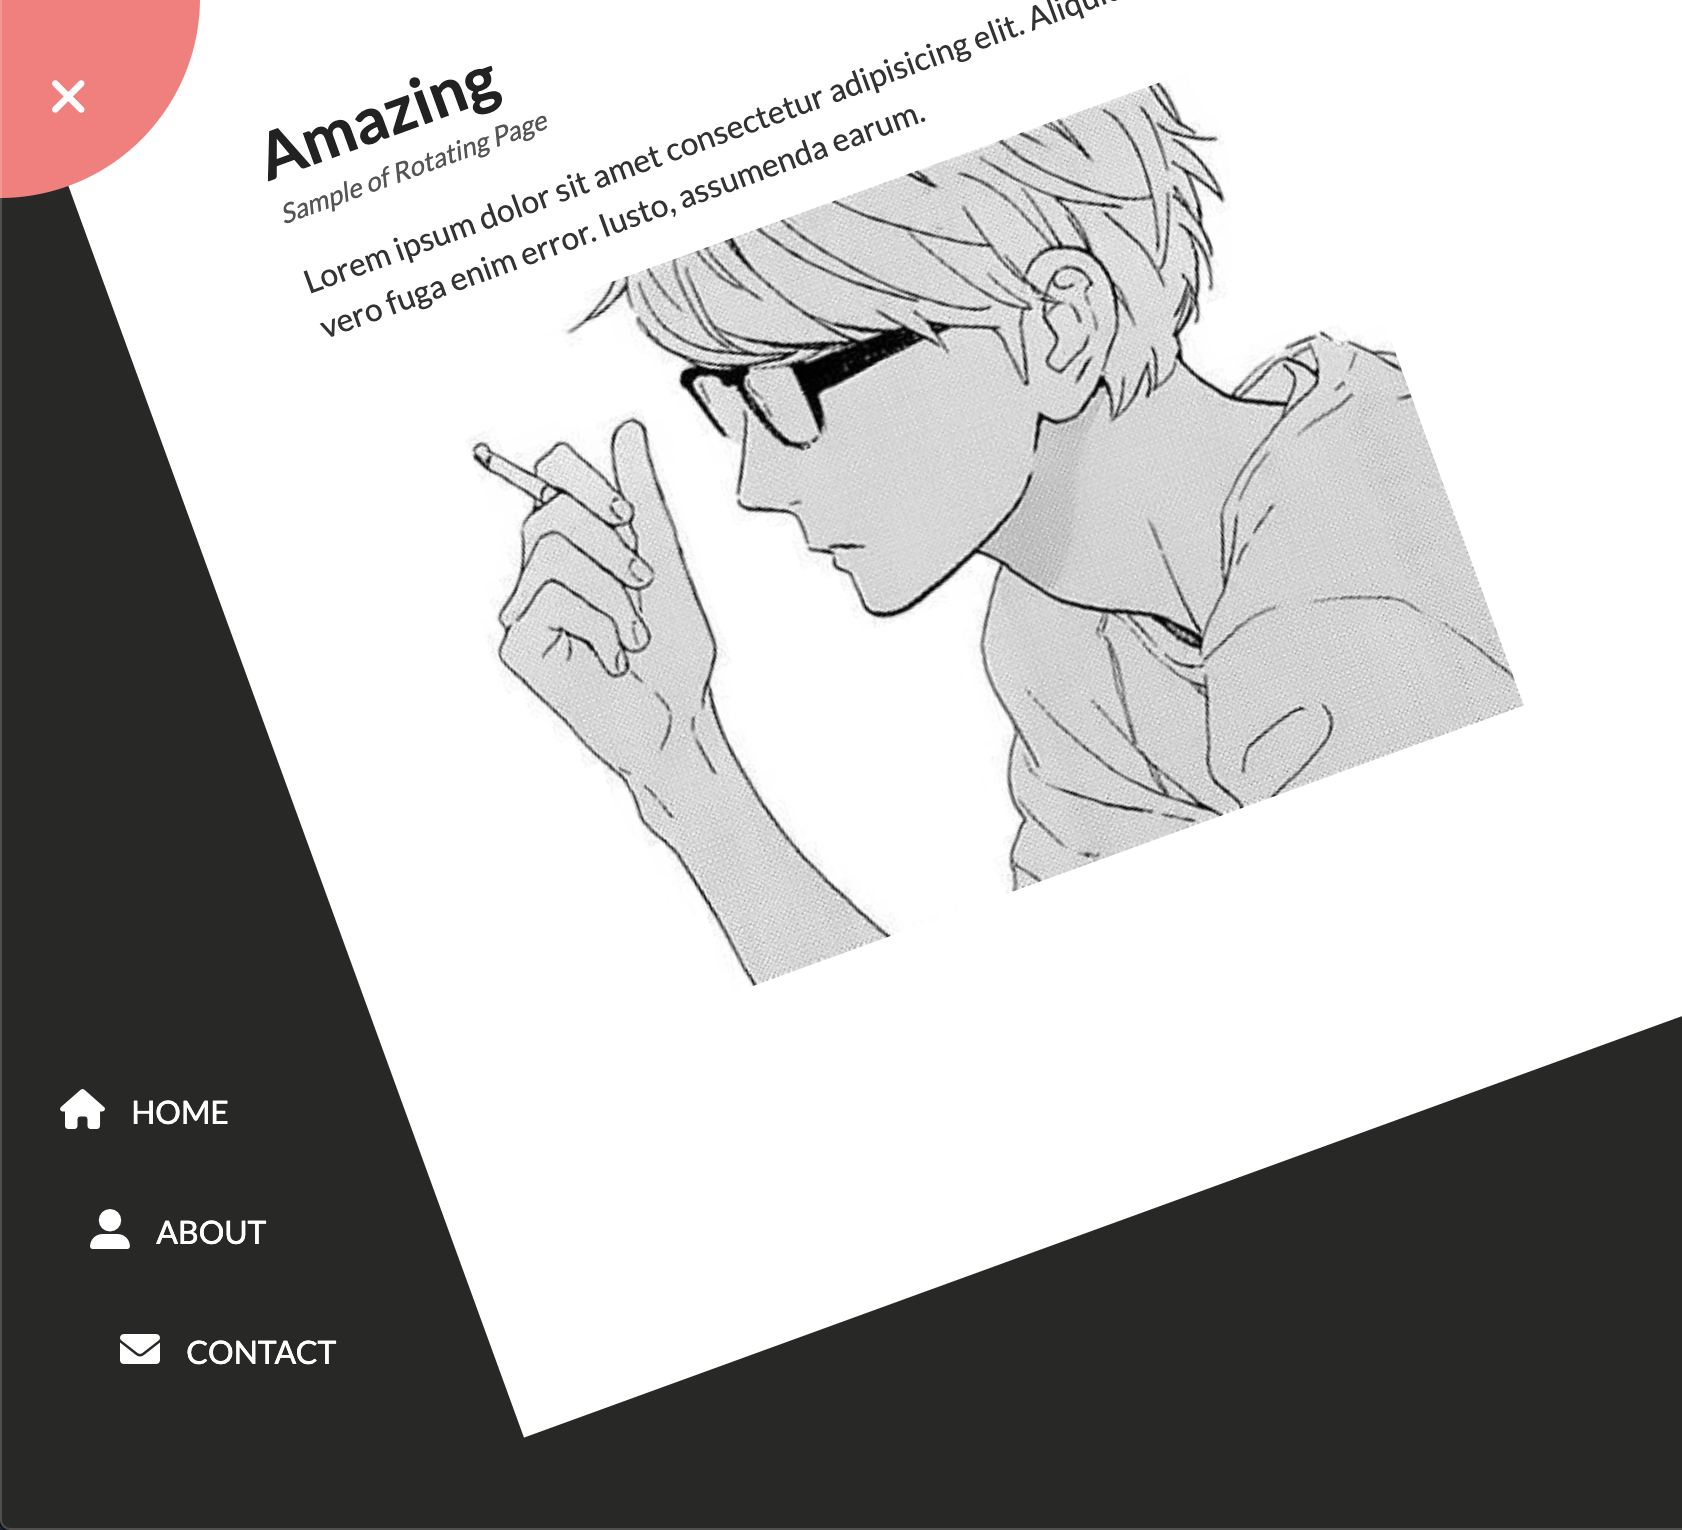 Amazing
Sample of Rotating Page
Lorem ipsum dolor sit amet consectetur adipisicing elit.
vero fuga enim error. Iusto, assumenda earum.
HOME
ABOUT
CONTACT